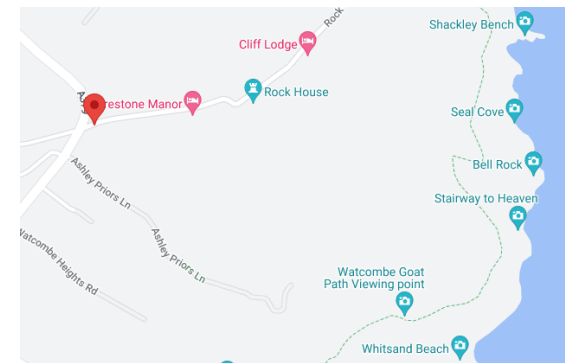 Shackley Bench
Rock
Cliff Lodge
restone Manor
Rock House
Seal Cove
Bell Rock
Ashley Priors Ln
Stairway to Heaven
Ashley Priors Ln
Watcombe Heights Rd
Watcombe Goat
Path Viewing point
Whitsand Beach